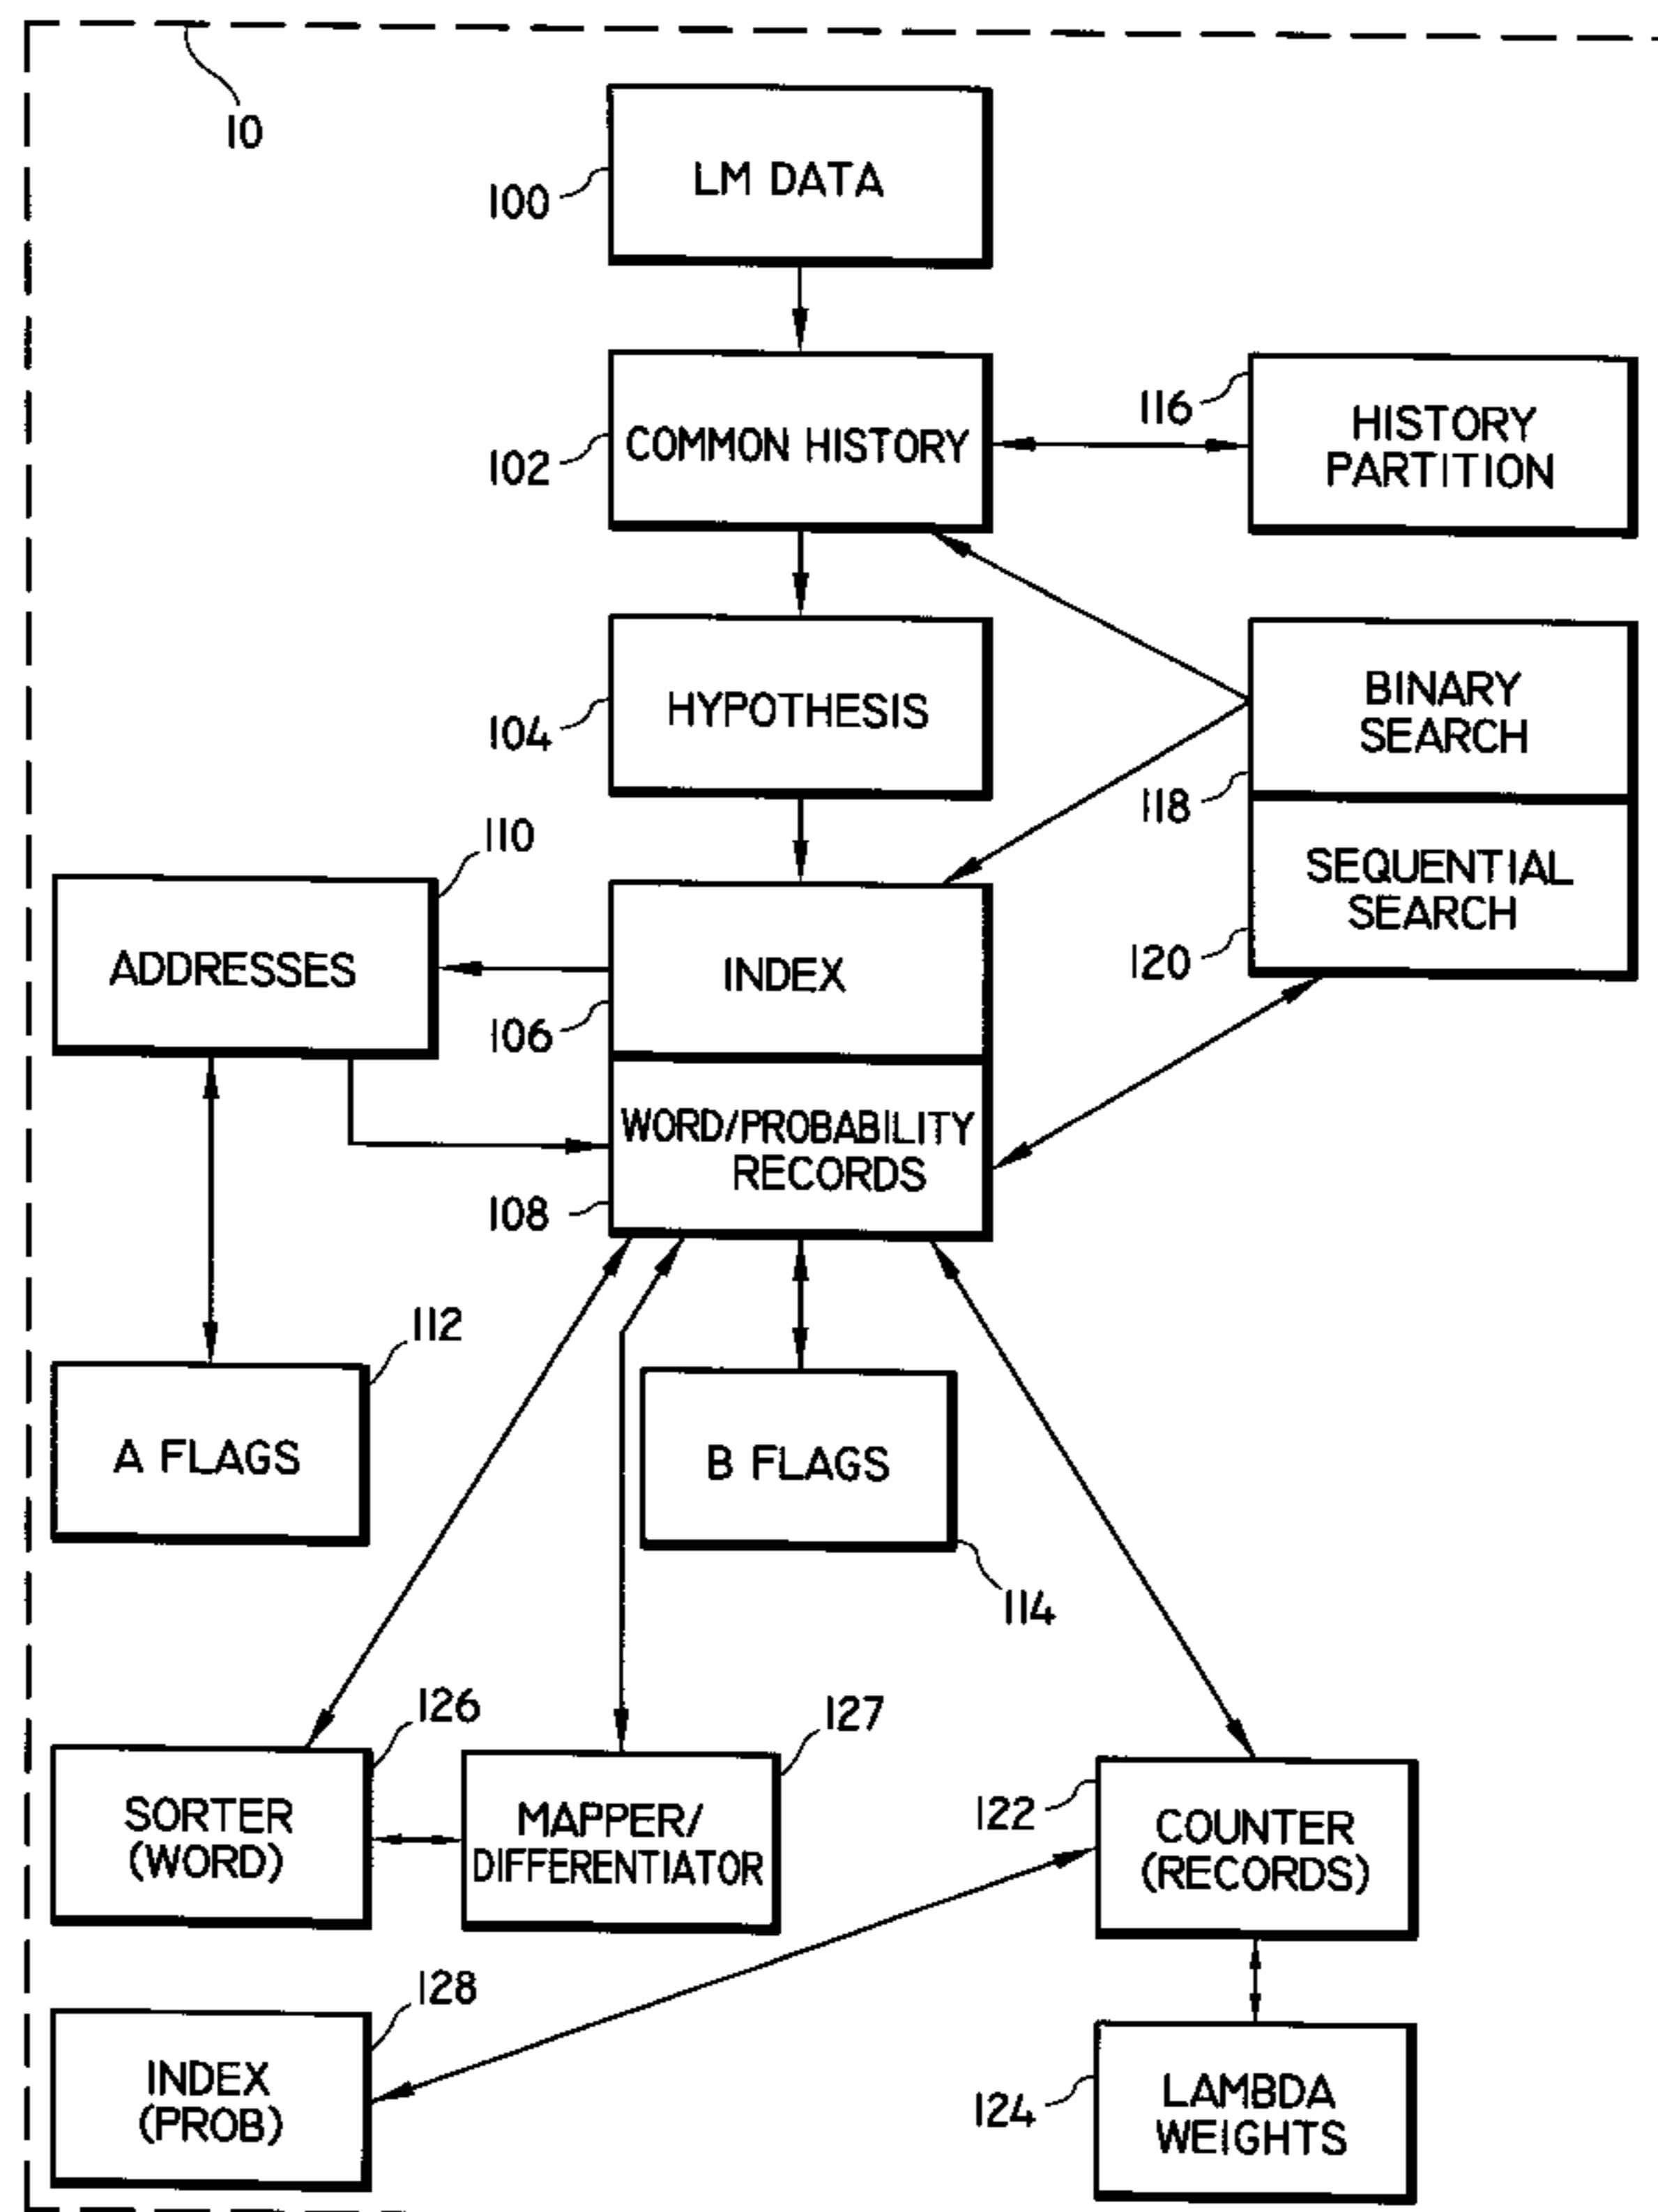 10
LM DATA
100
COMMON HISTORY
102
116
HISTORY
PARTITION
HYPOTHESIS
104
BINARY
SEARCH
118
SEQUENTIAL
SEARCH
120
110
ADDRESSES
INDEX
106
WORD/PROBABILITY
RECORDS
108
112
A FLAGS
B FLAGS
114
126
SORTER
(WORD)
127
MAPPER/
DIFFERENTIATOR
122
COUNTER
(RECORDS)
128
INDEX
(PROB)
124
LAMBDA
WEIGHTS